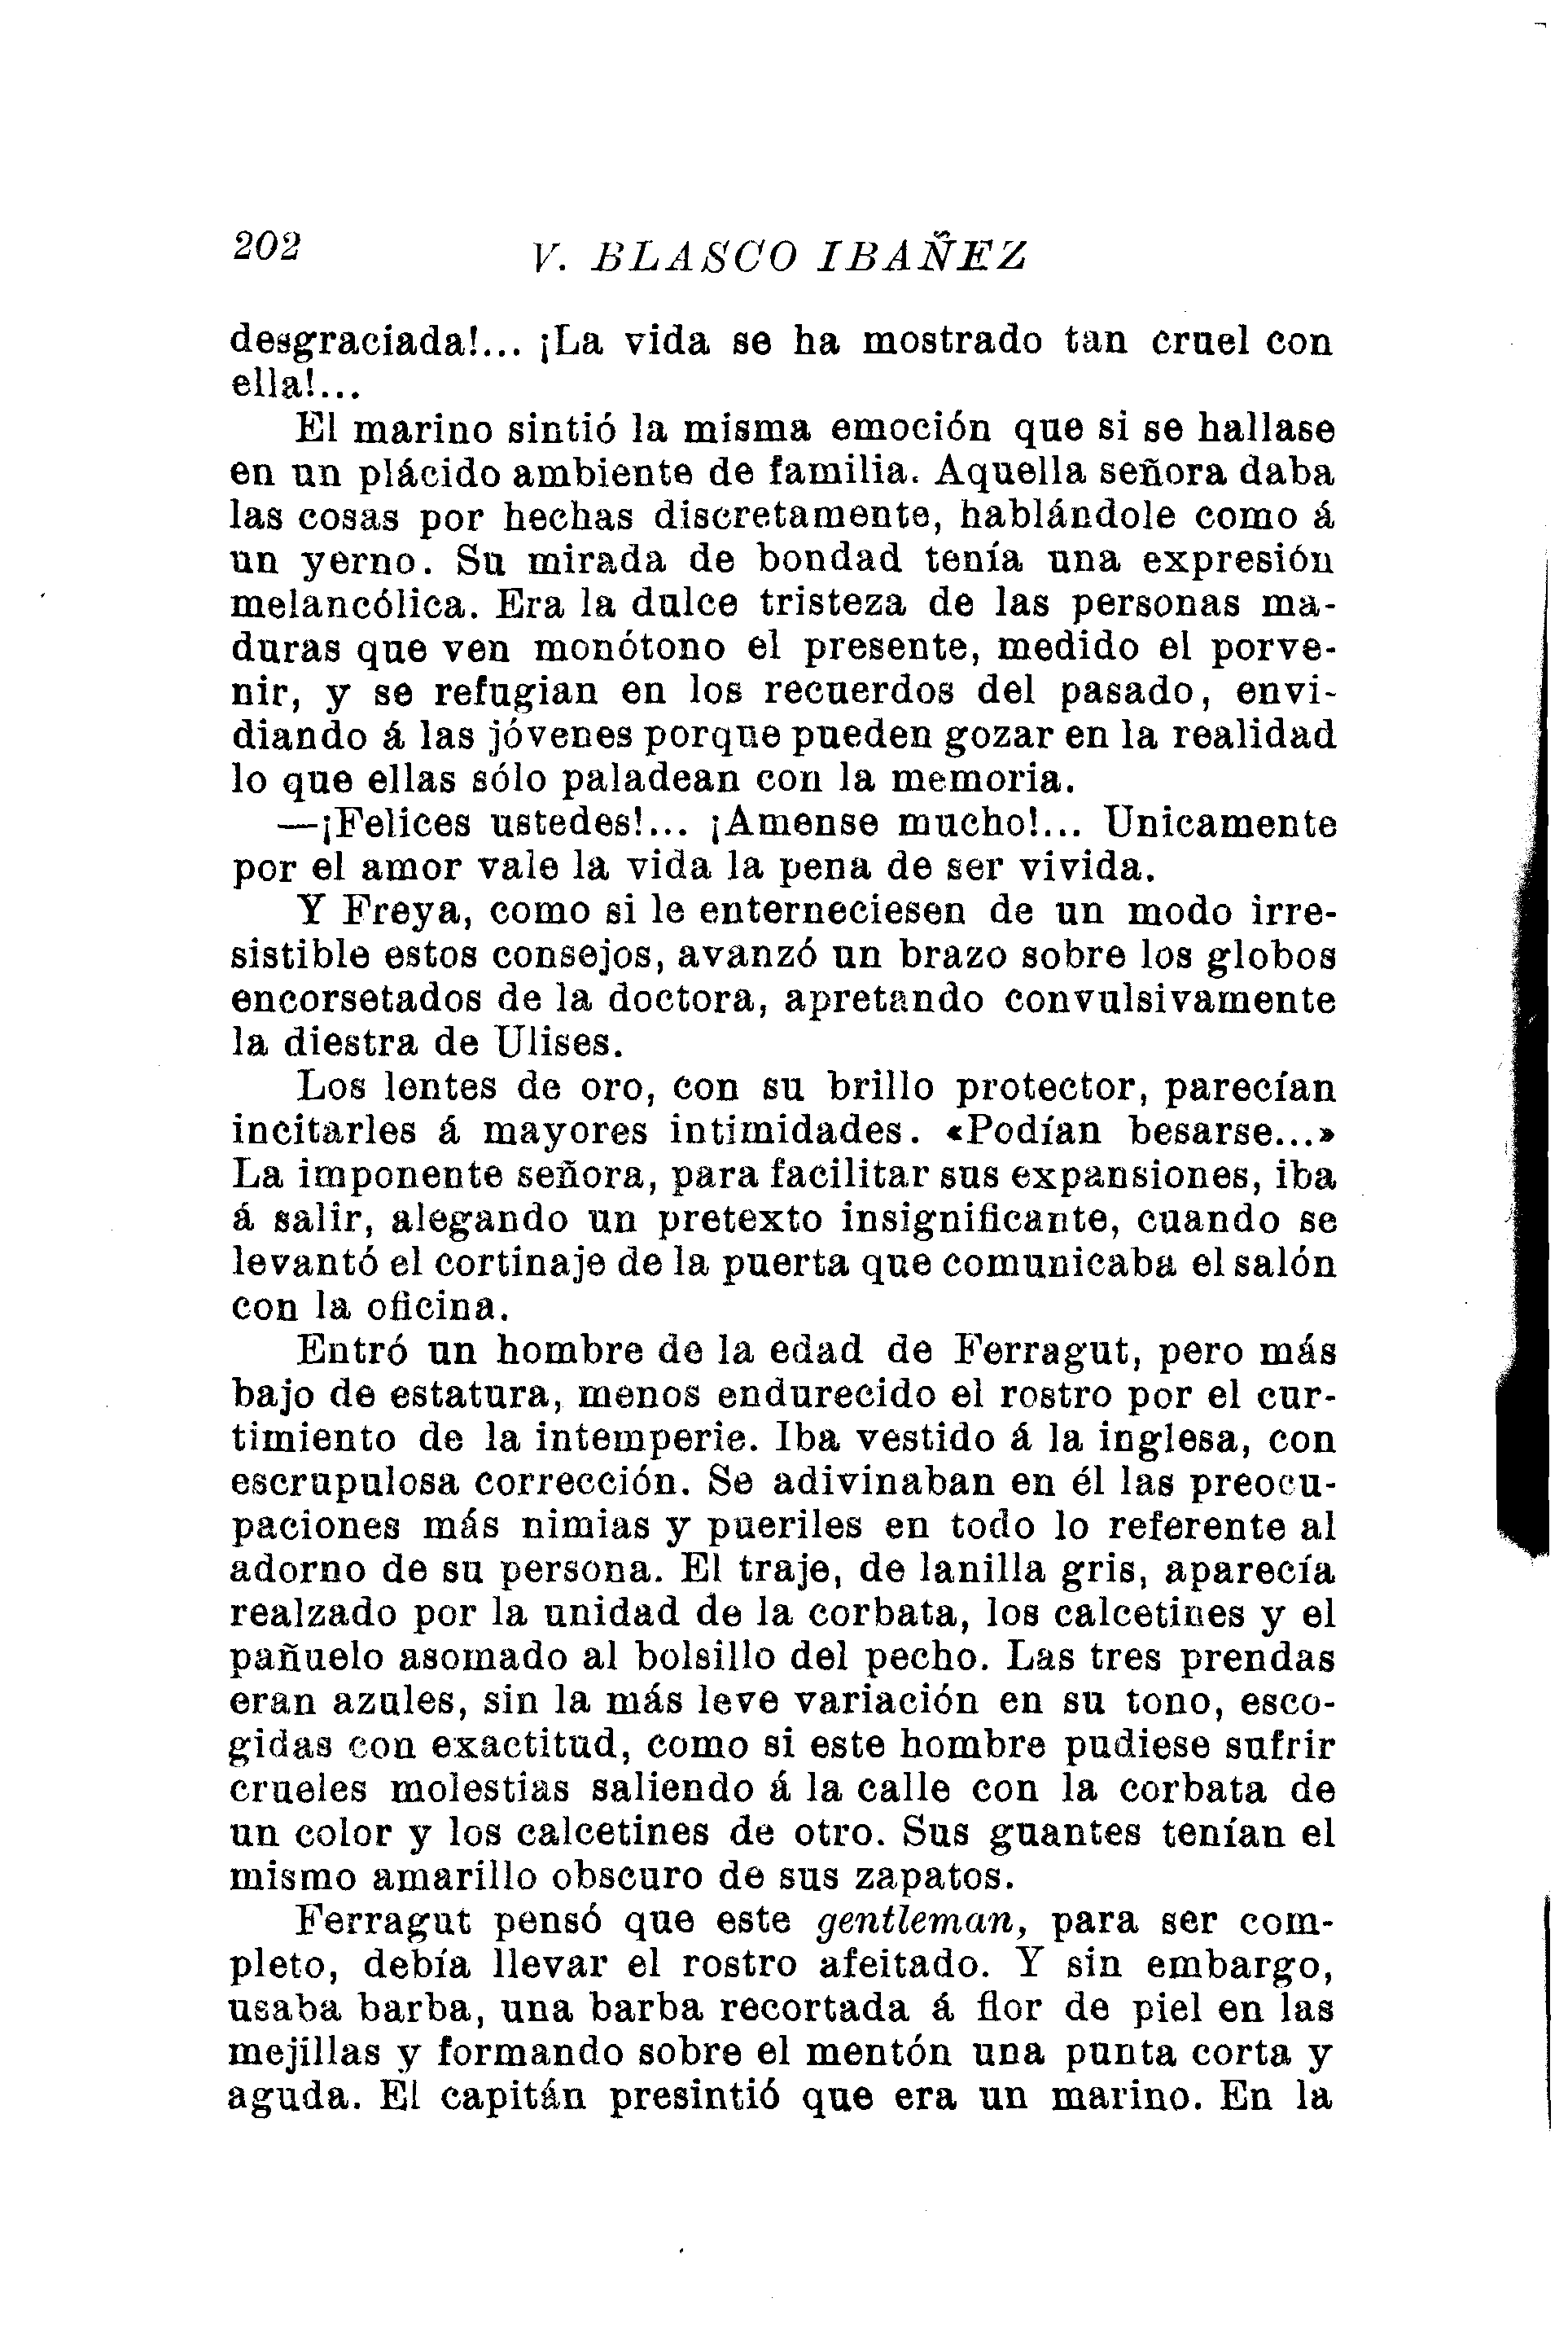 202
V. BLASCO IBAÑEZ
desgraciada!... ¡La vida se ha mostrado tan cruel con
ella!...
El marino sintió la misma emoción que si se hallase
en un plácido ambiente de familia. Aquella señora daba
las cosas por hechas discretamente, hablándole como á
un yerno. Su mirada de bondad tenía una expresión
melancólica. Era la dulce tristeza de las personas ma-
duras que ven monótono el presente, medido el porve-
nir, y se refugian en los recuerdos del pasado, envi-
diando á las jóvenes porque pueden gozar en la realidad
lo que ellas sólo paladean con la memoria.
—¡Felices ustedes!... ¡Amense mucho!... Unicamente
por el amor vale la vida la pena de ser vivida.
Y Freya, como si le enterneciesen de un modo irre-
sistible estos consejos, avanzó un brazo sobre los globos
encorsetados de la doctora, apretando convulsivamente
la diestra de Ulises.
Los lentes de oro, con su brillo protector, parecían
incitarles á mayores intimidades. «Podían besarse...»
La imponente señora, para facilitar sus expansiones, iba
á salir, alegando un pretexto insignificante, cuando se
levantó el cortinaje de la puerta que comunicaba el salón
con la oficina.
Entró un hombre de la edad de Ferragut, pero más
bajo de estatura, menos endurecido el rostro por el cur-
timiento de la intemperie. Iba vestido á la inglesa, con
escrupulosa corrección. Se adivinaban en él las preocu-
paciones más nimias y pueriles en todo lo referente al
adorno de su persona. El traje, de lanilla gris, aparecía
realzado por la unidad de la corbata, los calcetines y el
pañuelo asomado al bolsillo del pecho. Las tres prendas
eran azules, sin la más leve variación en su tono, esco-
gidas con exactitud, como si este hombre pudiese sufrir
crueles molestias saliendo á la calle con la corbata de
un color y los calcetines de otro. Sus guantes tenían el
mismo amarillo obscuro de sus zapatos.
Ferragut pensó que este gentleman, para ser com-
pleto, debía llevar el rostro afeitado. Y sin embargo,
usaba barba, una barba recortada á flor de piel en las
mejillas y formando sobre el mentón una punta corta y
aguda. El capitán presintió que era un marino. En la